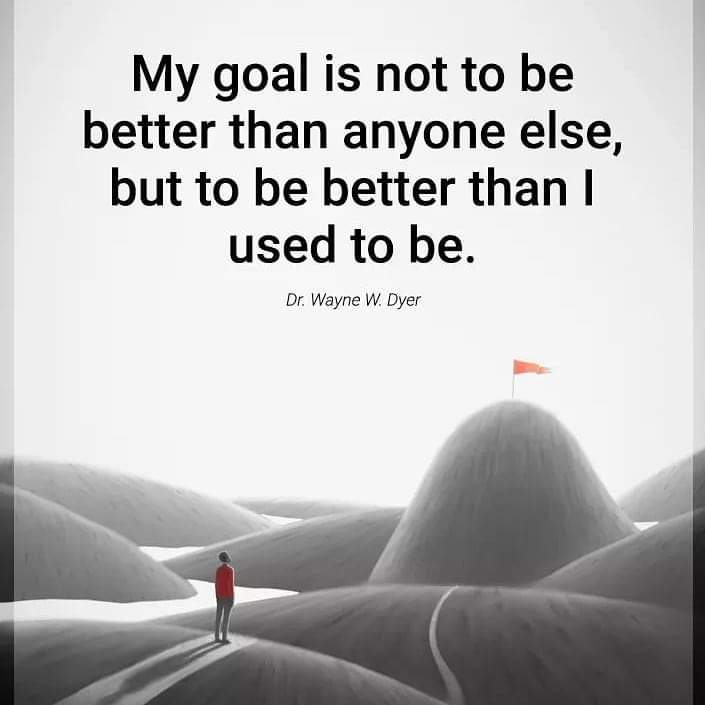 My goal is not to be
better than anyone else,
but to be better than I
used to be.
Dr. Wayne W. Dyer